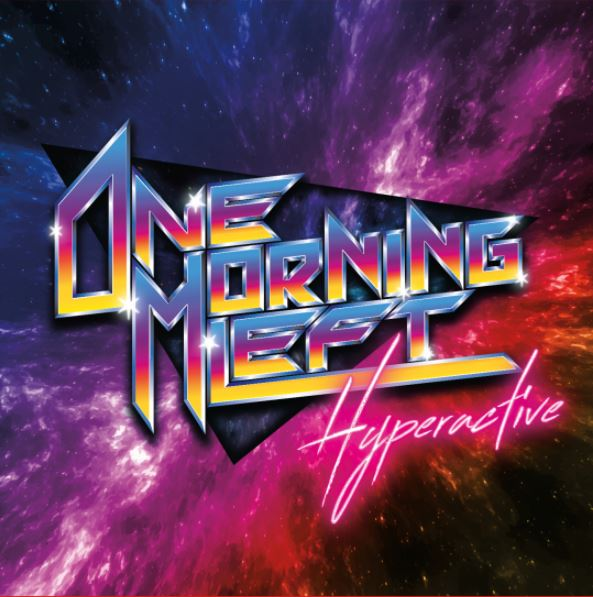 ONE
MORNING
LEFT
Hyperactive